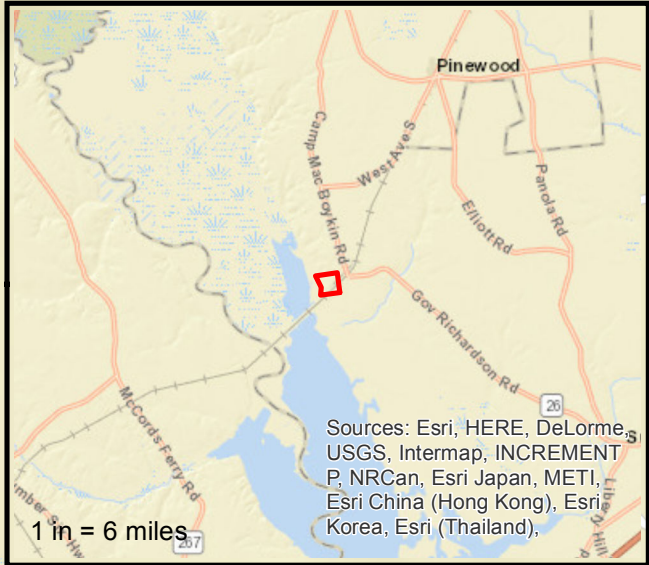 Pinewood
Camp Mac Boykin Rd
West Ave S
Elliott Rd
Panola Rd
Gov Richardson Rd
26
McCords Ferry Rd
267
Liberty Hill
Sources: Esri, HERE, DeLorme,
USGS, Intermap, INCREMENT
P, NRCan, Esri Japan, METI,
Esri China (Hong Kong), Esri
Korea, Esri (Thailand),
1 in = 6 miles